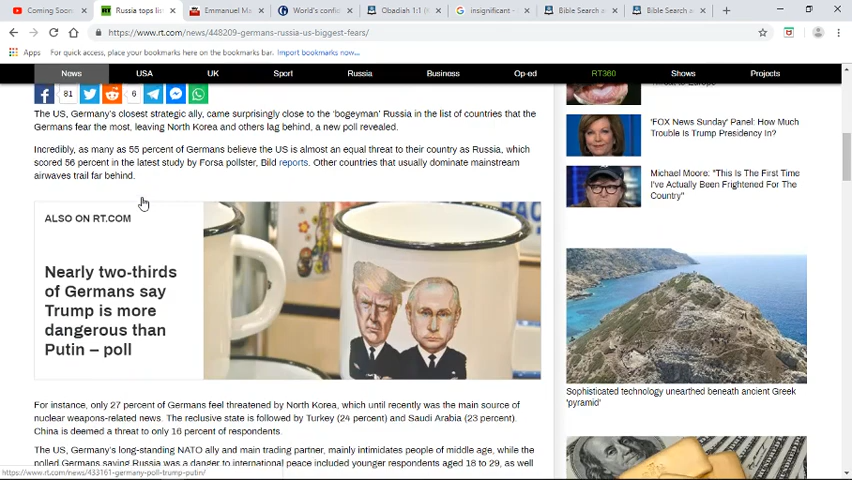 Coming Soon
Russia tops lis
Emmanuel Ma
World's confi
Obadiah 1:1 (
insignificant -
Bible Search a
Bible Search a
https://www.rt.com/news/448209-germans-russia-us-biggest-fears/
Apps For quick access, place your bookmarks here on the bookmarks bar. Import bookmarks now...
News USA UK Sport Russia Business Op-ed RT360 Shows Projects
81 6
The US, Germany's closest strategic ally, came surprisingly close to the 'bogeyman' Russia in the list of countries that the
Germans fear the most, leaving North Korea and others lag behind, a new poll revealed.
Incredibly, as many as 55 percent of Germans believe the US is almost an equal threat to their country as Russia, which
scored 56 percent in the latest study by Forsa pollster, Bild reports. Other countries that usually dominate mainstream
airwaves trail far behind.
ALSO ON RT.COM
Nearly two-thirds
of Germans say
Trump is more
dangerous than
Putin – poll
For instance, only 27 percent of Germans feel threatened by North Korea, which until recently was the main source of
nuclear weapons-related news. The reclusive state is followed by Turkey (24 percent) and Saudi Arabia (23 percent).
China is deemed a threat to only 16 percent of respondents.
The US, Germany's long-standing NATO ally and main trading partner, mainly intimidates people of middle age, while the
polled Germans saying Russia was a danger to international peace included younger respondents aged 18 to 29, as well
https://www.rt.com/news/433161-germany-poll-trump-putin/
'FOX News Sunday' Panel: How Much
Trouble Is Trump Presidency In?
Michael Moore: "This Is The First Time
I've Actually Been Frightened For The
Country"
Sophisticated technology unearthed beneath ancient Greek
'pyramid'